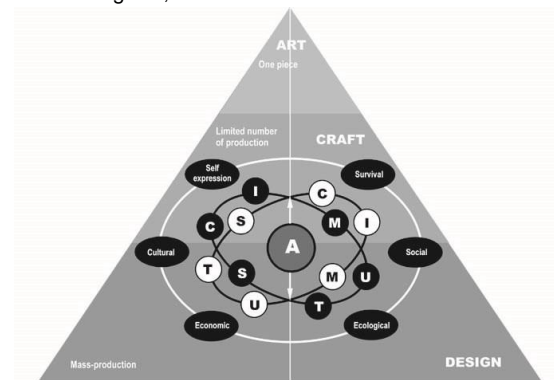 ART
One piece
Limited number
of production
CRAFT
Self
expression
Survival
I
C
C
S
M
I
Cultural
A
Social
T
S
M
U
U
T
Economic
Ecological
Mass-production
DESIGN